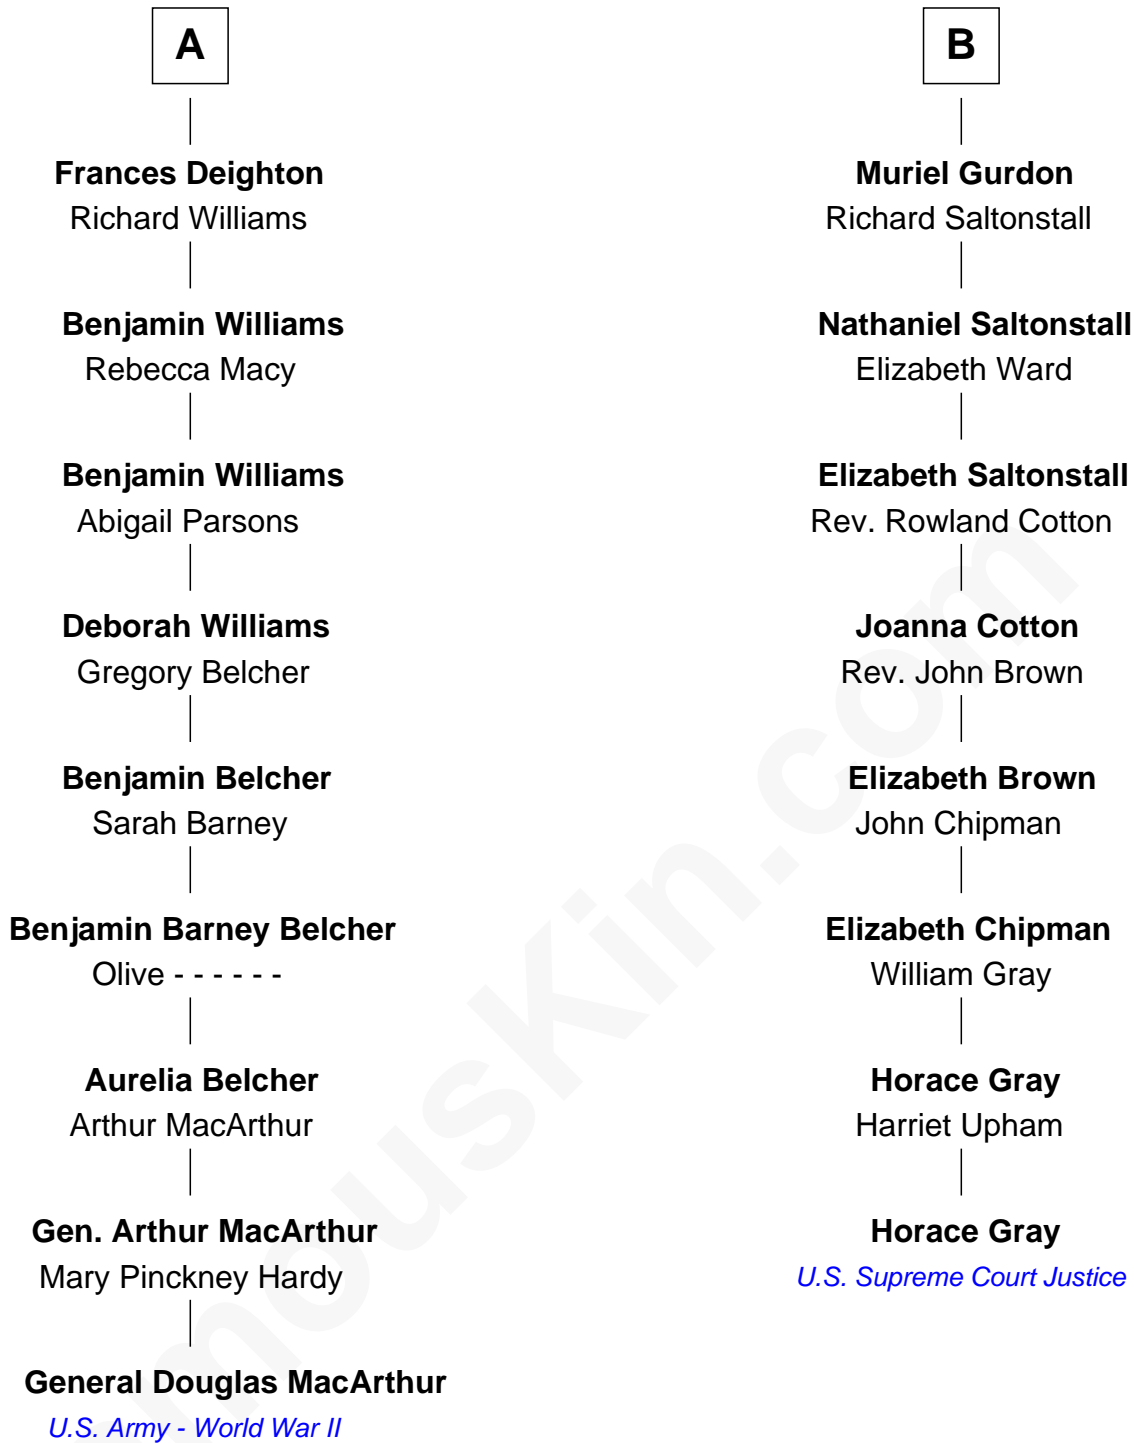 A
Frances Deighton
Richard Williams
Benjamin Williams
Rebecca Macy
Benjamin Williams
Abigail Parsons
Deborah Williams
Gregory Belcher
Benjamin Belcher
Sarah Barney
Benjamin Barney Belcher
Olive - - - - - -
Aurelia Belcher
Arthur MacArthur
Gen. Arthur MacArthur
Mary Pinckney Hardy
General Douglas MacArthur
U.S. Army - World War II
B
Muriel Gurdon
Richard Saltonstall
Nathaniel Saltonstall
Elizabeth Ward
Elizabeth Saltonstall
Rev. Rowland Cotton
Joanna Cotton
Rev. John Brown
Elizabeth Brown
John Chipman
Elizabeth Chipman
William Gray
Horace Gray
Harriet Upham
Horace Gray
U.S. Supreme Court Justice
mouskin.com